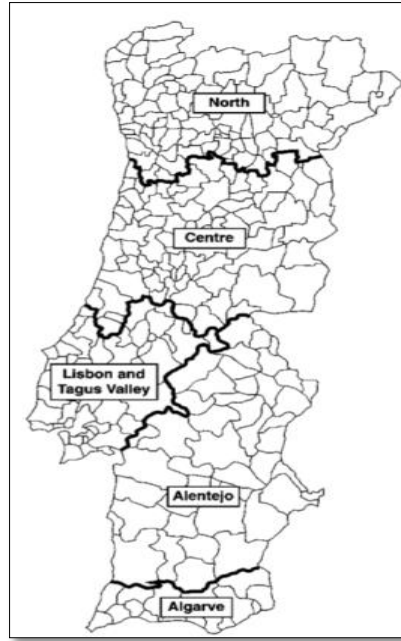 North
Centre
Lisbon and
Tagus Valley
Alentejo
Algarve